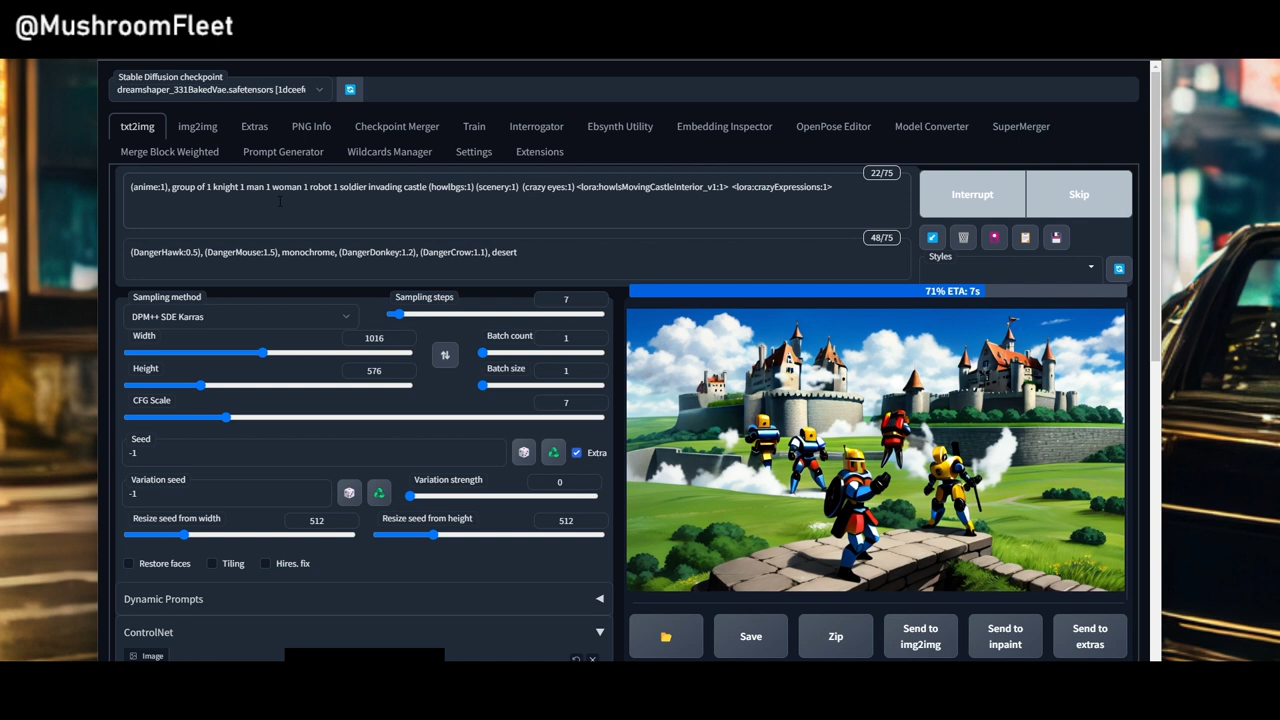 @MushroomFleet
Stable Diffusion checkpoint
dreamshaper_331BakedVae.safetensors [1dceef
txt2img img2img Extras PNG Info Checkpoint Merger Train Interrogator Ebsynth Utility Embedding Inspector OpenPose Editor Model Converter SuperMerger
Merge Block Weighted Prompt Generator Wildcards Manager Settings Extensions
22/75
(anime:1), group of 1 knight 1 man 1 woman 1 robot 1 soldier invading castle (howlbgs:1) (scenery:1) (crazy eyes:1) <lora:howlsMovingCastleInterior_v1:1> <lora:crazyExpressions:1>
Interrupt Skip
48/75
(DangerHawk:0.5), (DangerMouse:1.5), monochrome, (DangerDonkey:1.2), (DangerCrow:1.1), desert
Styles
71% ETA: 7s
Sampling method
DPM++ SDE Karras
Sampling steps 7
Width 1016
Batch count 1
Height 576
Batch size 1
CFG Scale 7
Seed
-1
Extra
Variation seed
-1
Variation strength 0
Resize seed from width 512
Resize seed from height 512
Restore faces Tiling Hires. fix
Dynamic Prompts
ControlNet
Image
Save Zip Send to img2img Send to inpaint Send to extras